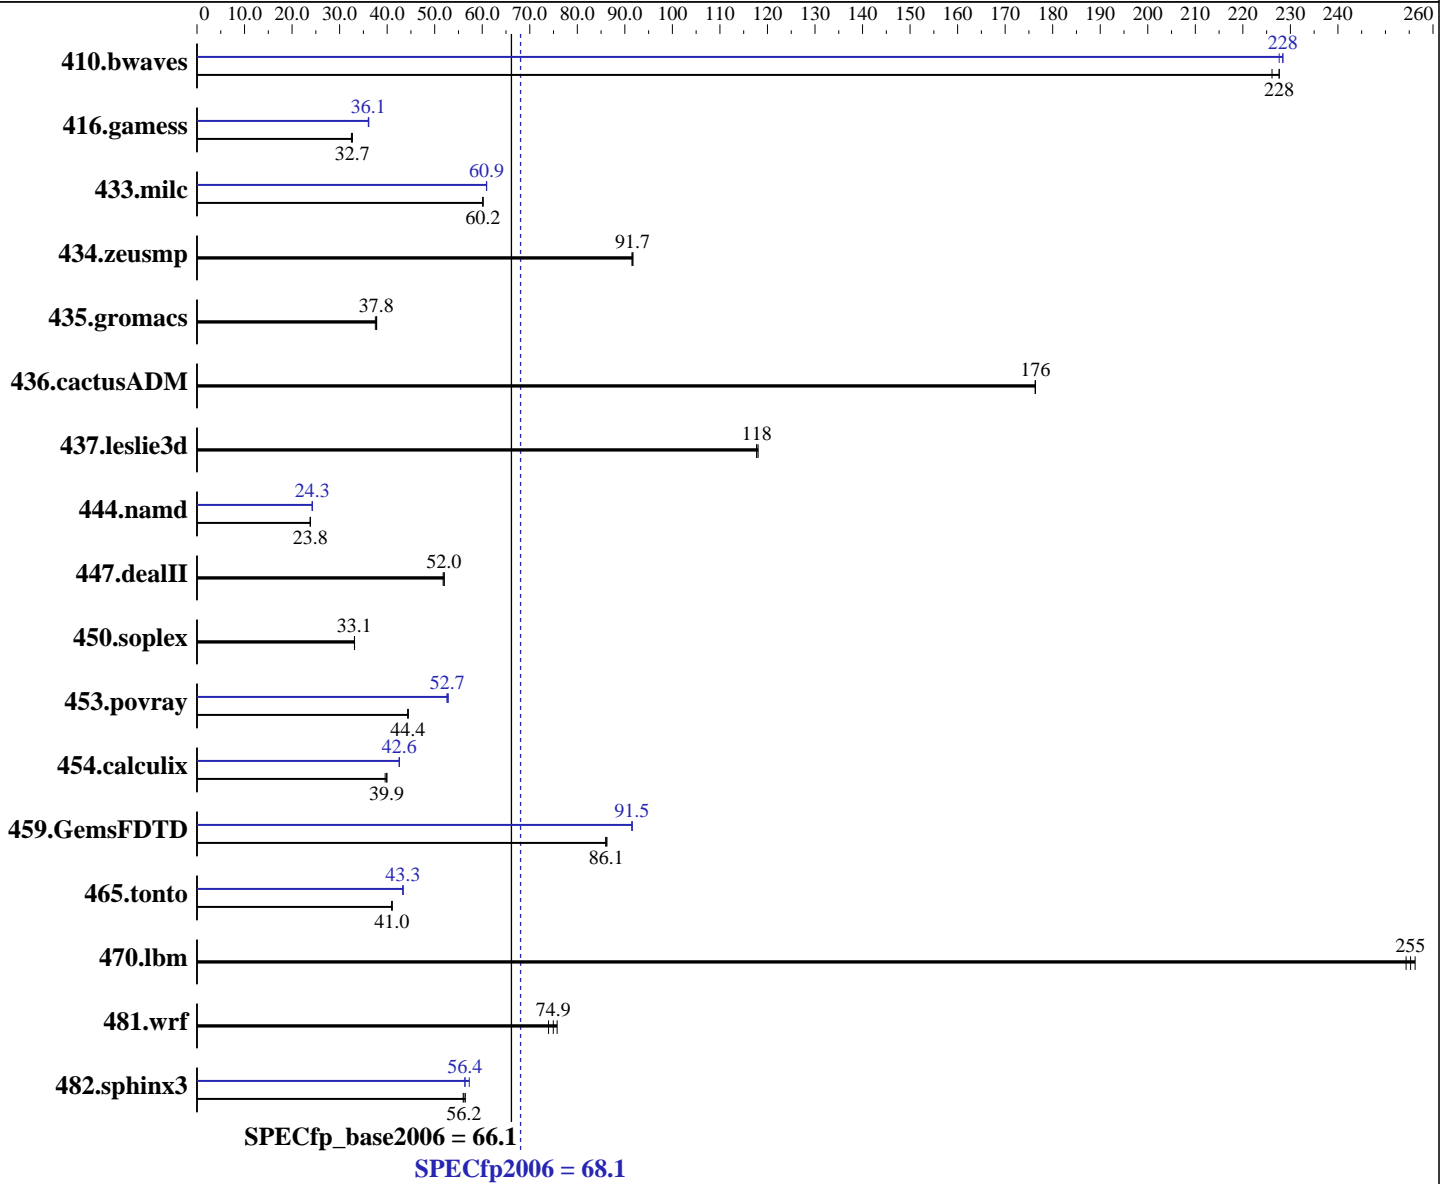 0 10.0 20.0 30.0 40.0 50.0 60.0 70.0 80.0 90.0 100 110 120 130 140 150 160 170 180 190 200 210 220 230 240 260
410.bwaves 228
228
416.gamess 36.1
32.7
433.milc 60.9
60.2
434.zeusmp 91.7
435.gromacs 37.8
436.cactusADM 176
437.leslie3d 118
444.namd 24.3
23.8
447.dealII 52.0
450.soplex 33.1
453.povray 52.7
44.4
454.calculix 42.6
39.9
459.GemsFDTD 91.5
86.1
465.tonto 43.3
41.0
470.lbm 255
481.wrf 74.9
482.sphinx3 56.4
56.2
SPECfp_base2006 = 66.1
SPECfp2006 = 68.1